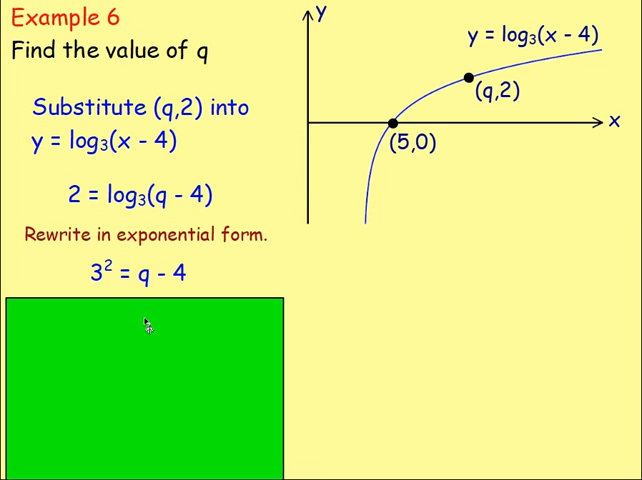 Example 6
Find the value of q
Substitute (q,2) into
y = log₃(x - 4)
2 = log₃(q - 4)
Rewrite in exponential form.
3² = q - 4
y
y = log₃(x - 4)
(q,2)
x
(5,0)